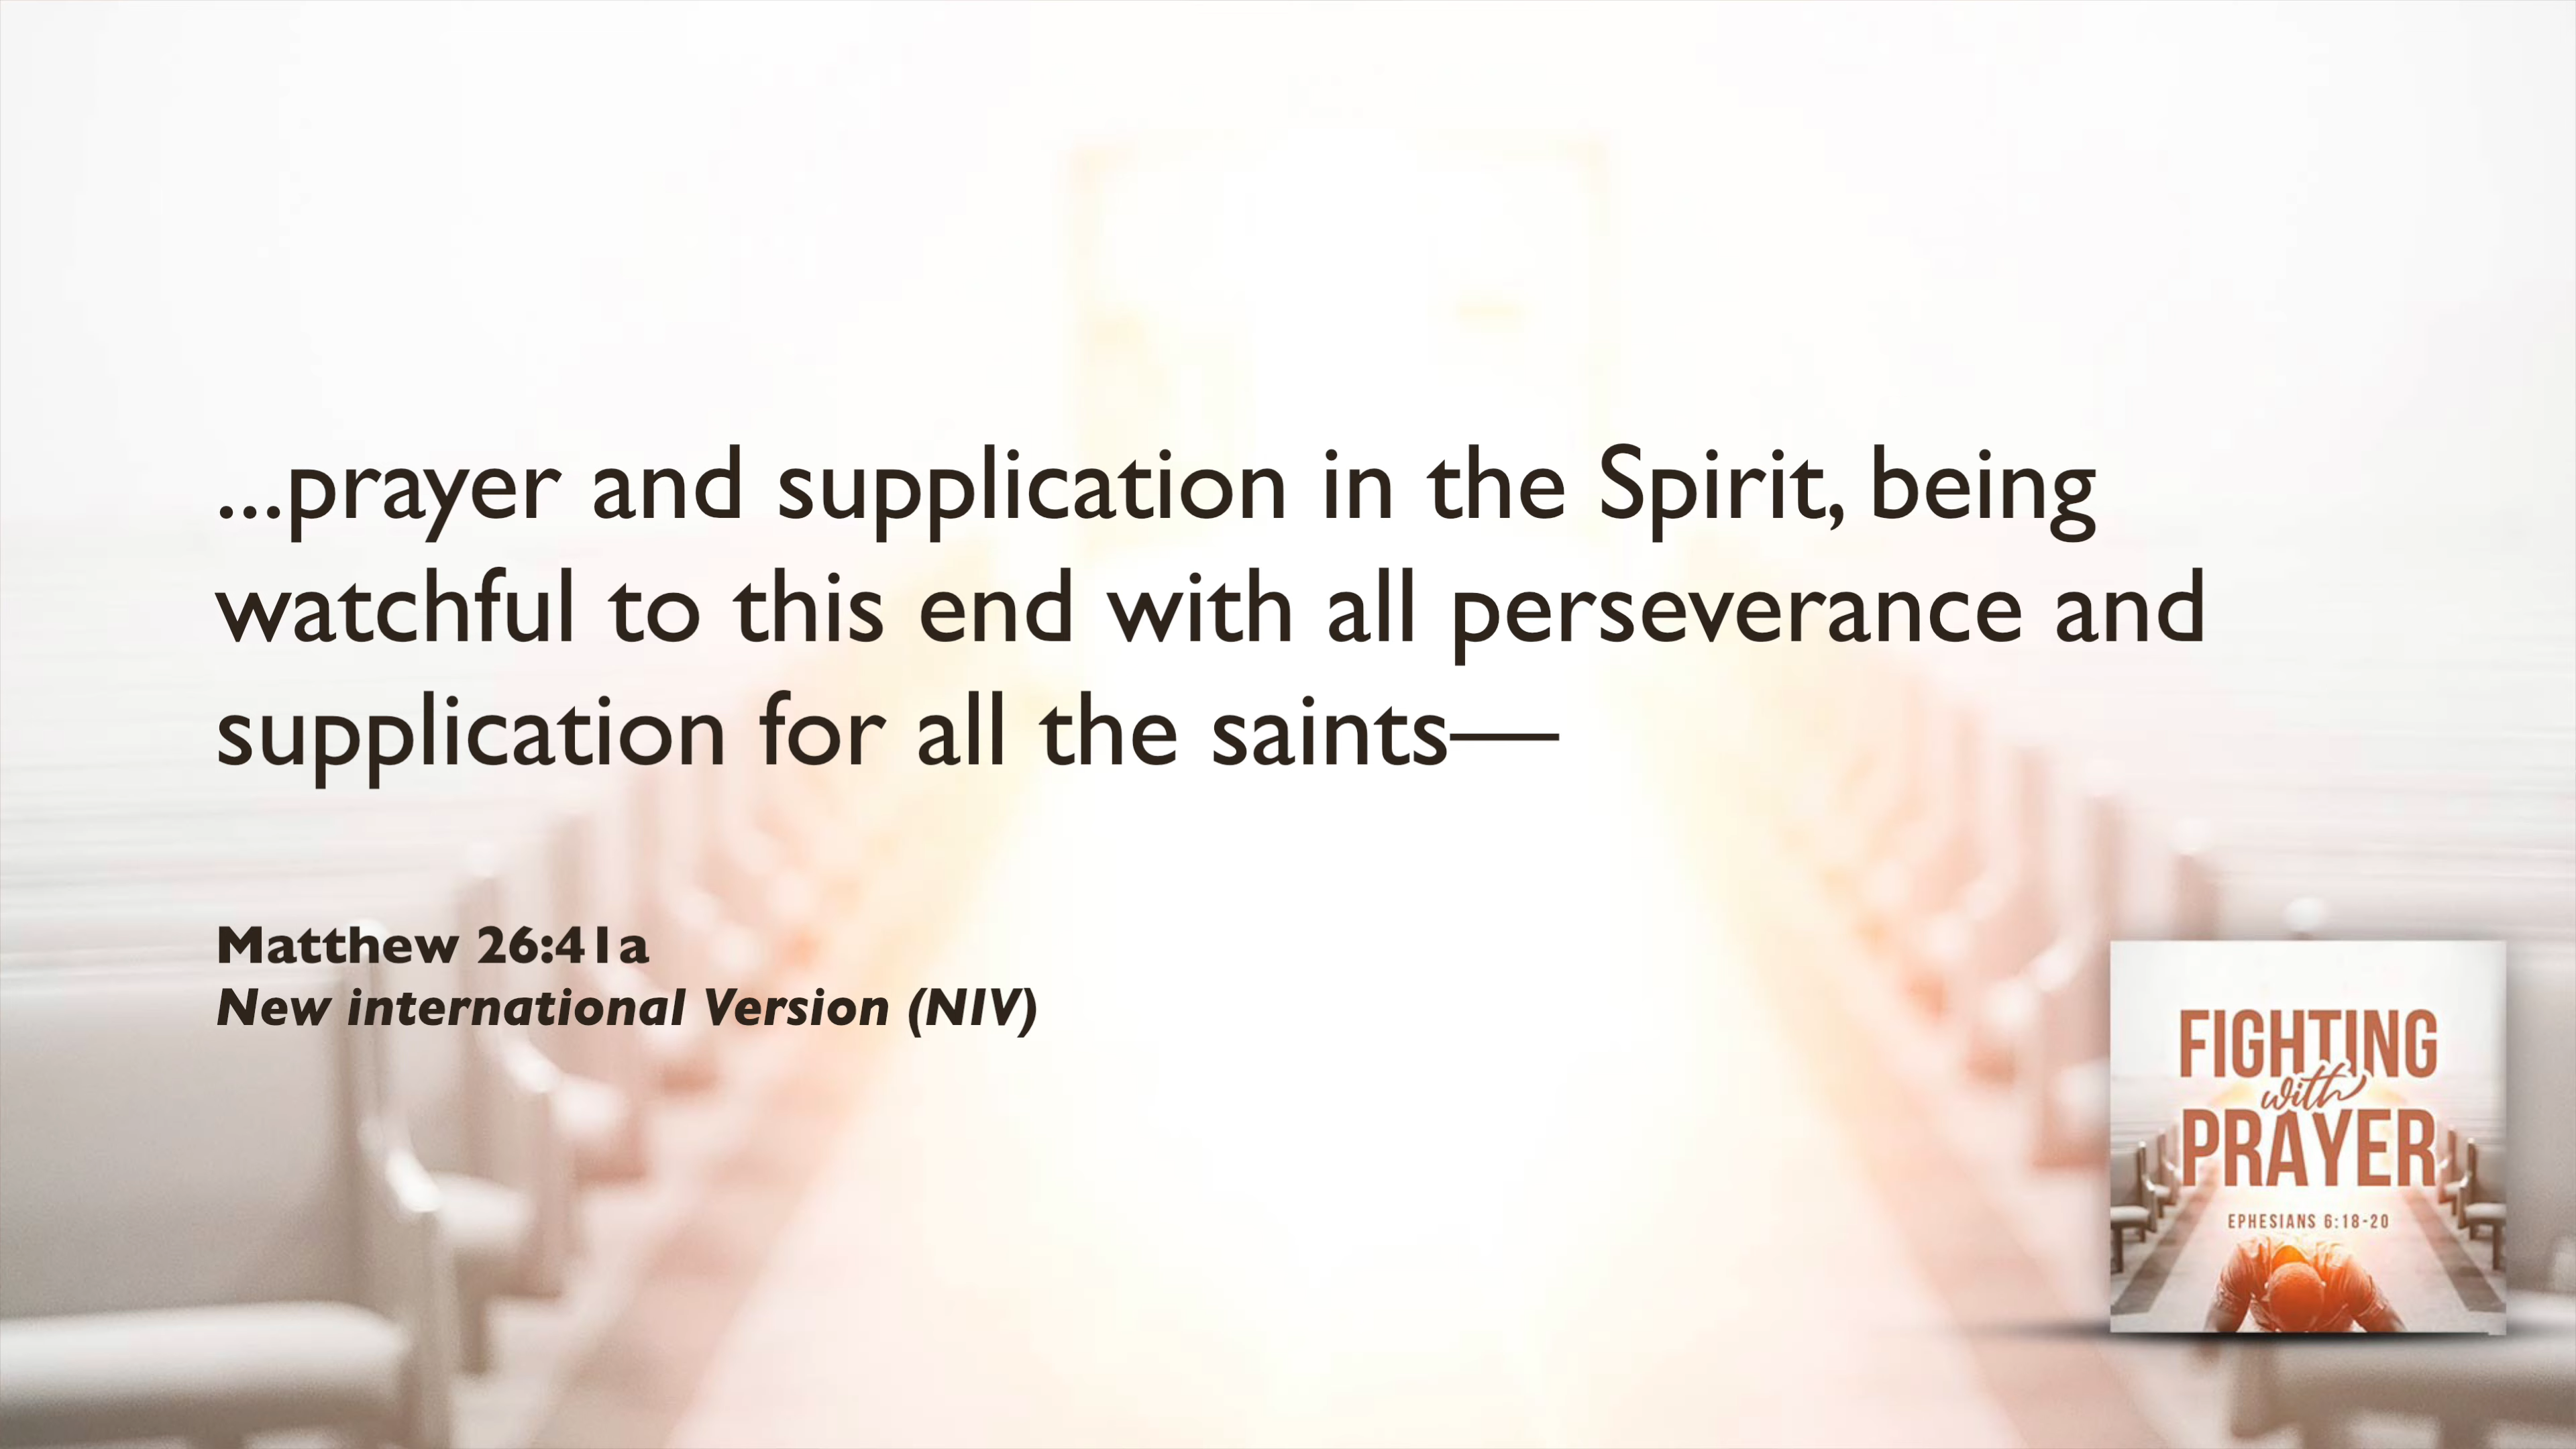 ...prayer and supplication in the Spirit, being
watchful to this end with all perseverance and
supplication for all the saints—
Matthew 26:41a
New international Version (NIV)
FIGHTING
with
PRAYER
EPHESIANS 6:18-20